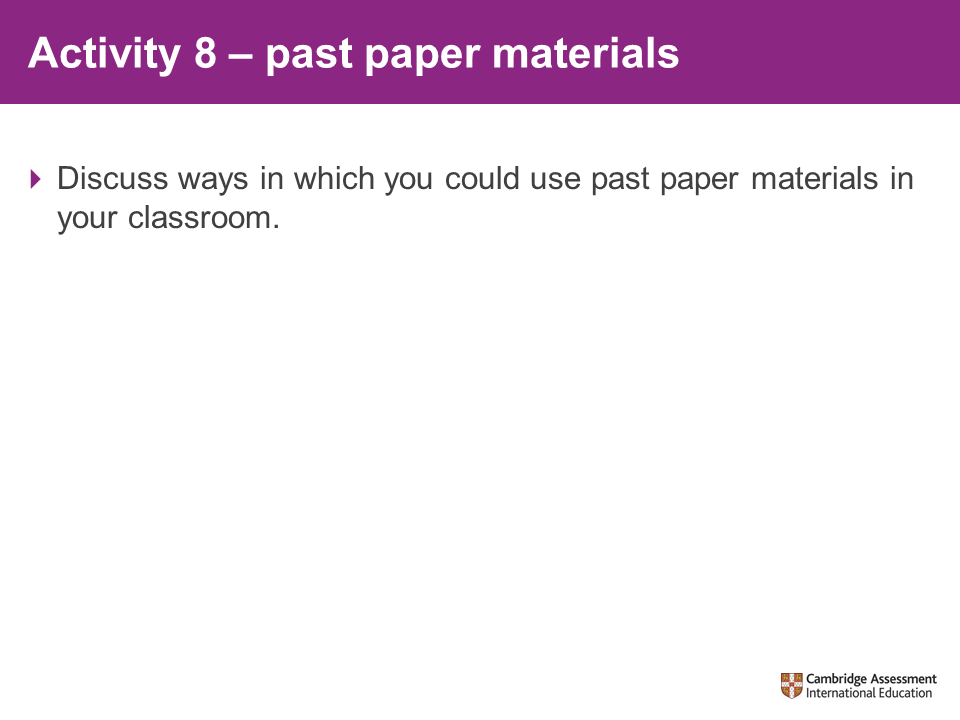 Activity 8 – past paper materials
Discuss ways in which you could use past paper materials in
your classroom.
Cambridge Assessment
International Education